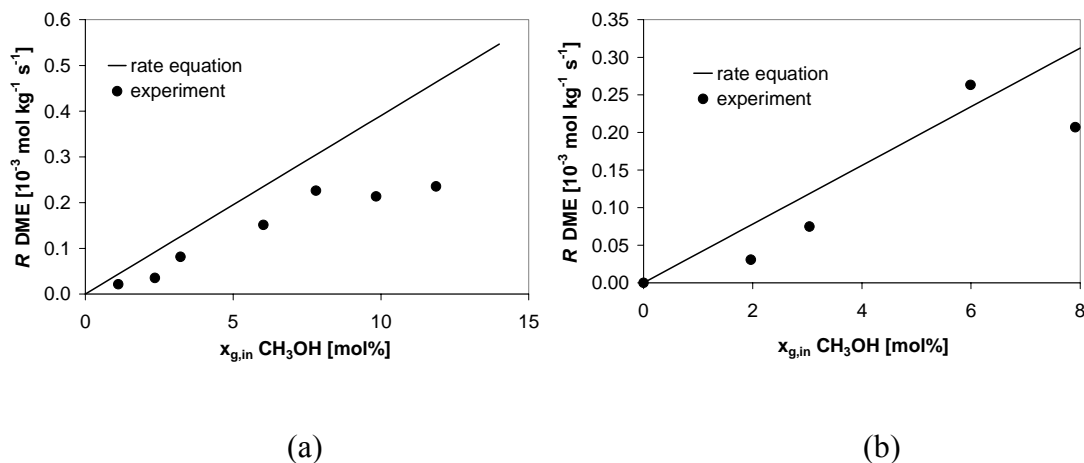 0.6
0.5
0.4
0.3
0.2
0.1
0.0
R DME [10⁻³ mol kg⁻¹ s⁻¹]
rate equation
experiment
0 5 10 15
x_g,in CH₃OH [mol%]
(a)
0.35
0.30
0.25
0.20
0.15
0.10
0.05
0.00
R DME [10⁻³ mol kg⁻¹ s⁻¹]
rate equation
experiment
0 2 4 6 8
x_g,in CH₃OH [mol%]
(b)